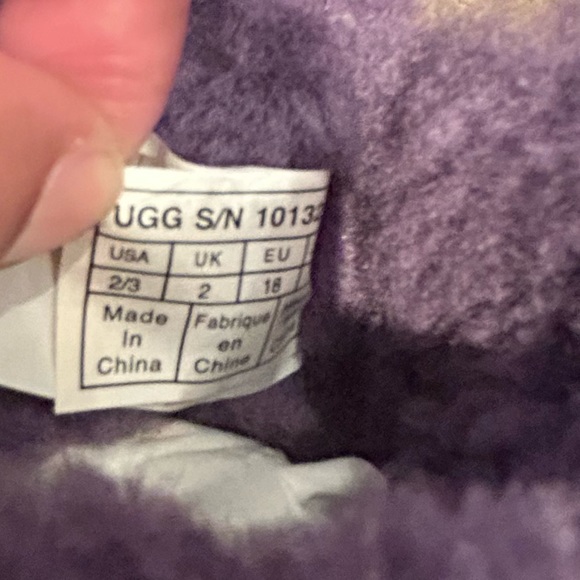 UGG S/N 1013
USA UK EU
2/3 2 18
Made Fabrique
In en
China Chine